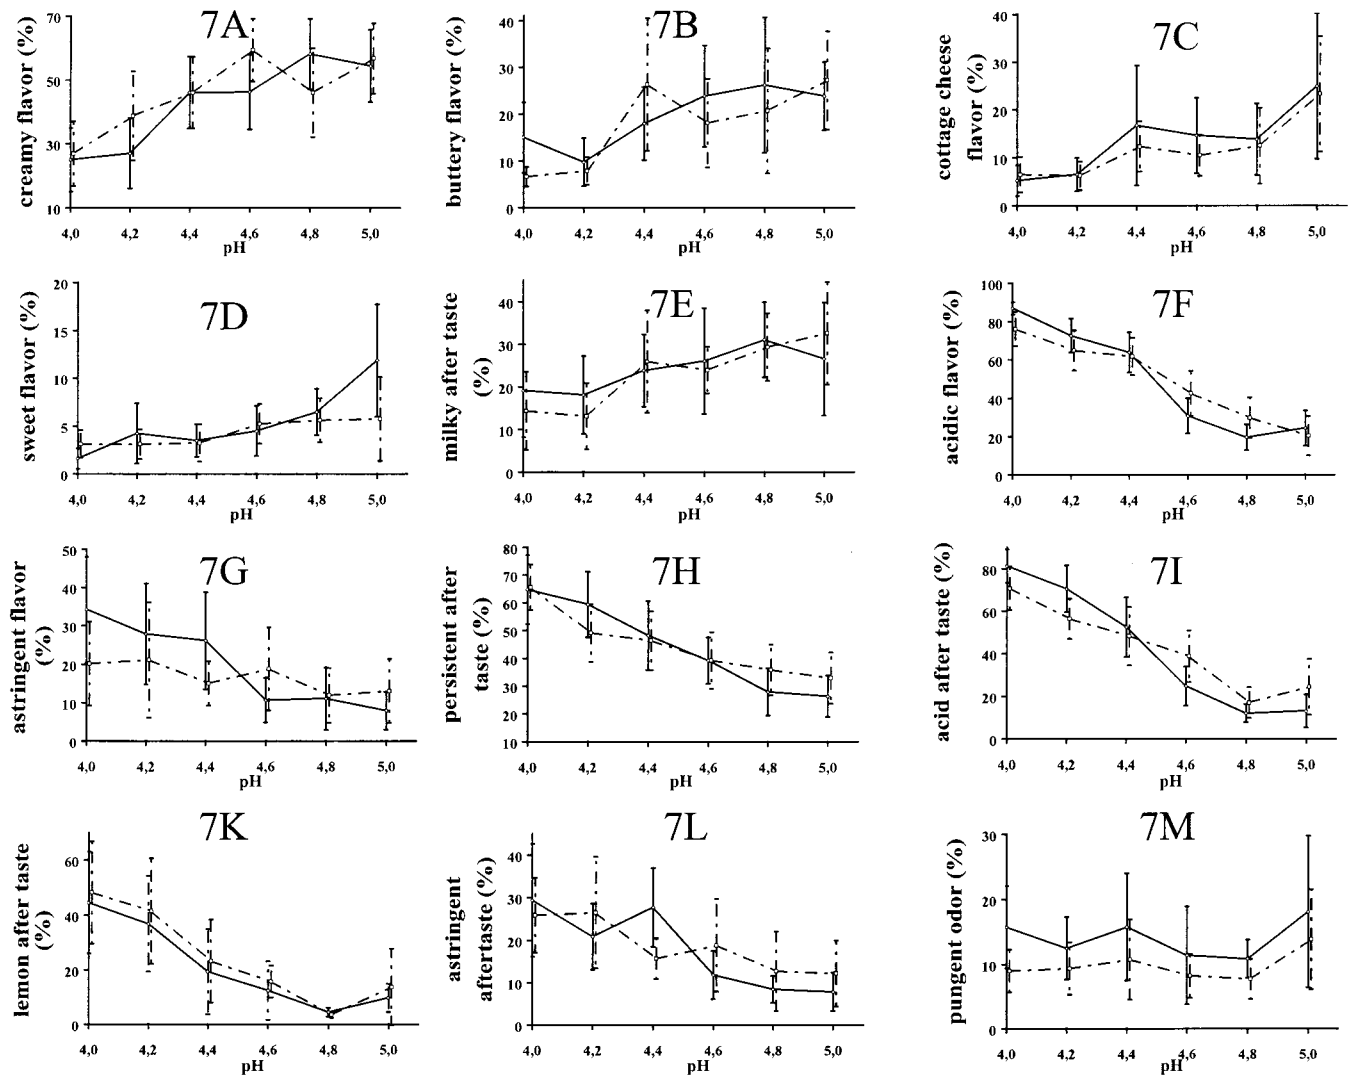 7A
creamy flavor (%)
70
50
30
10
4,0 4,2 4,4 4,6 4,8 5,0
pH
7B
buttery flavor (%)
40
30
20
10
0
4,0 4,2 4,4 4,6 4,8 5,0
pH
7C
cottage cheese
flavor (%)
40
30
20
10
0
4,0 4,2 4,4 4,6 4,8 5,0
pH
7D
sweet flavor (%)
20
15
10
5
0
4,0 4,2 4,4 4,6 4,8 5,0
pH
7E
milky after taste
(%)
40
30
20
10
0
4,0 4,2 4,4 4,6 4,8 5,0
pH
7F
acidic flavor (%)
100
80
60
40
20
0
4,0 4,2 4,4 4,6 4,8 5,0
pH
7G
astringent flavor
(%)
50
40
30
20
10
0
4,0 4,2 4,4 4,6 4,8 5,0
pH
7H
persistent after
taste (%)
80
70
60
50
40
30
20
10
4,0 4,2 4,4 4,6 4,8 5,0
pH
7I
acid after taste (%)
80
60
40
20
0
4,0 4,2 4,4 4,6 4,8 5,0
pH
7K
lemon after taste
(%)
60
40
20
0
4,0 4,2 4,4 4,6 4,8 5,0
pH
7L
astringent
aftertaste (%)
40
30
20
10
0
4,0 4,2 4,4 4,6 4,8 5,0
pH
7M
pungent odor (%)
30
20
10
0
4,0 4,2 4,4 4,6 4,8 5,0
pH